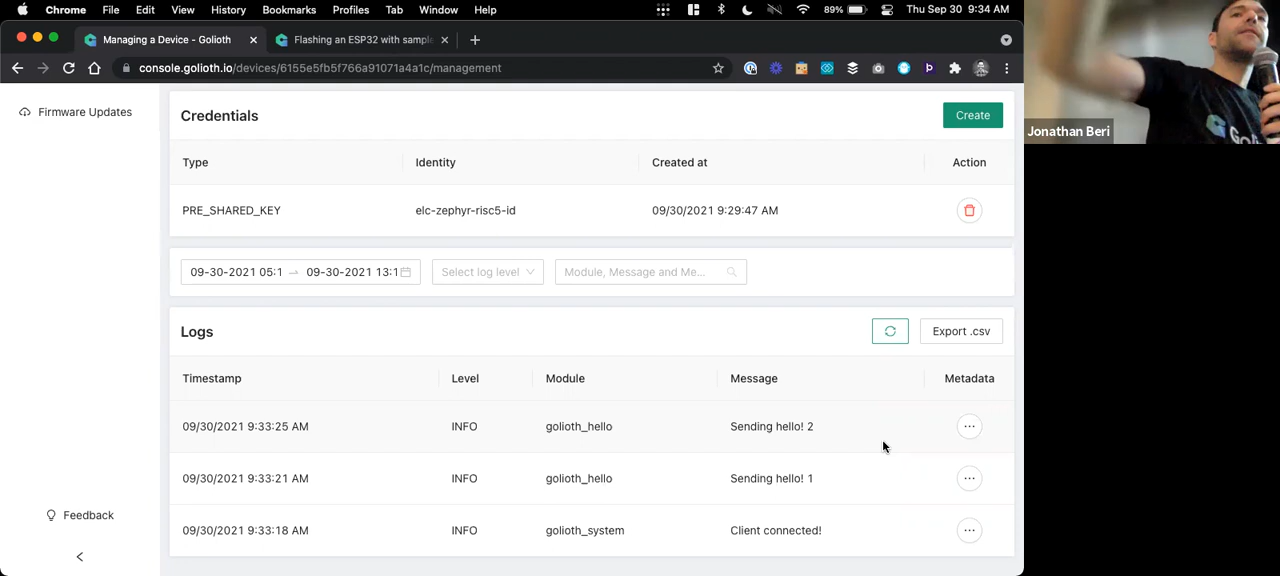 Chrome File Edit View History Bookmarks Profiles Tab Window Help 89% Thu Sep 30 9:34 AM
Managing a Device - Golioth Flashing an ESP32 with sample
console.golioth.io/devices/6155e5fb5f766a91071a4a1c/management
Jonathan Beri
Firmware Updates
Credentials Create
Type Identity Created at Action
PRE_SHARED_KEY elc-zephyr-risc5-id 09/30/2021 9:29:47 AM
09-30-2021 05:1 → 09-30-2021 13:1 Select log level Module, Message and Me...
Logs Export .csv
Timestamp Level Module Message Metadata
09/30/2021 9:33:25 AM INFO golioth_hello Sending hello! 2
09/30/2021 9:33:21 AM INFO golioth_hello Sending hello! 1
09/30/2021 9:33:18 AM INFO golioth_system Client connected!
Feedback